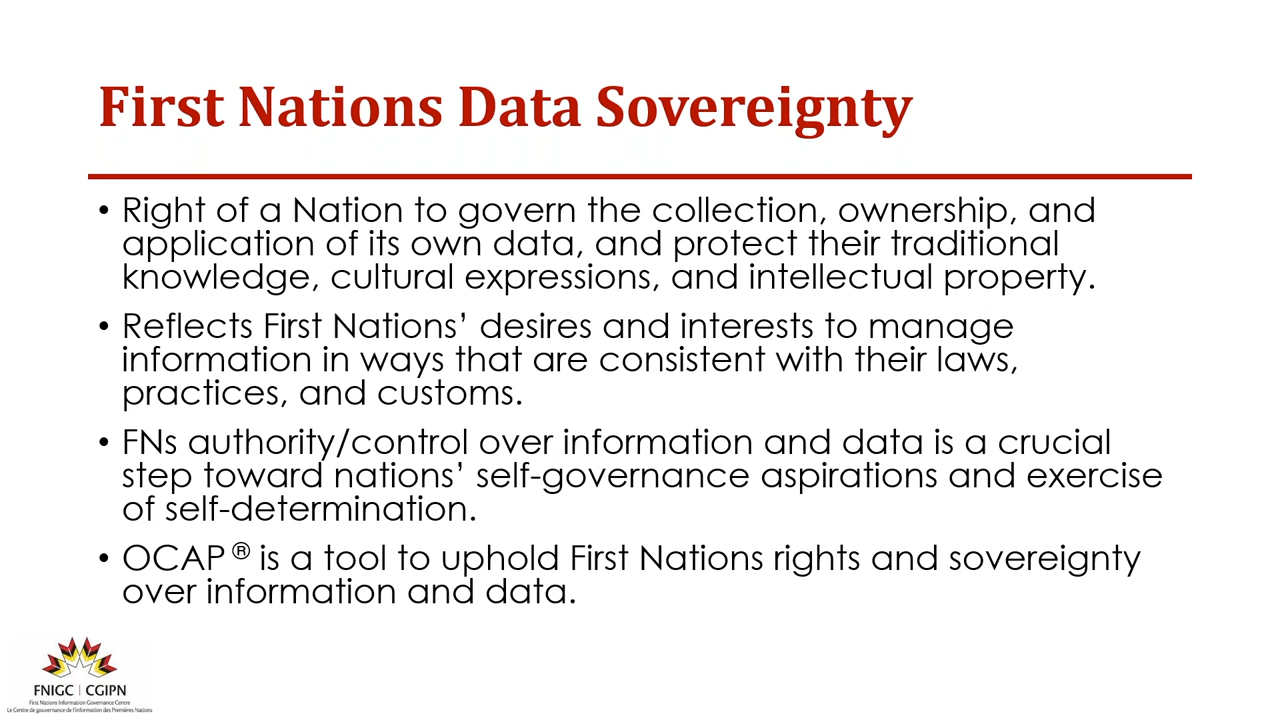 First Nations Data Sovereignty
• Right of a Nation to govern the collection, ownership, and
application of its own data, and protect their traditional
knowledge, cultural expressions, and intellectual property.
• Reflects First Nations’ desires and interests to manage
information in ways that are consistent with their laws,
practices, and customs.
• FNs authority/control over information and data is a crucial
step toward nations’ self-governance aspirations and exercise
of self-determination.
• OCAP ® is a tool to uphold First Nations rights and sovereignty
over information and data.
FNIGC | CGIPN
First Nations Information Governance Centre
Le Centre de gouvernance de l'information des Premières Nations